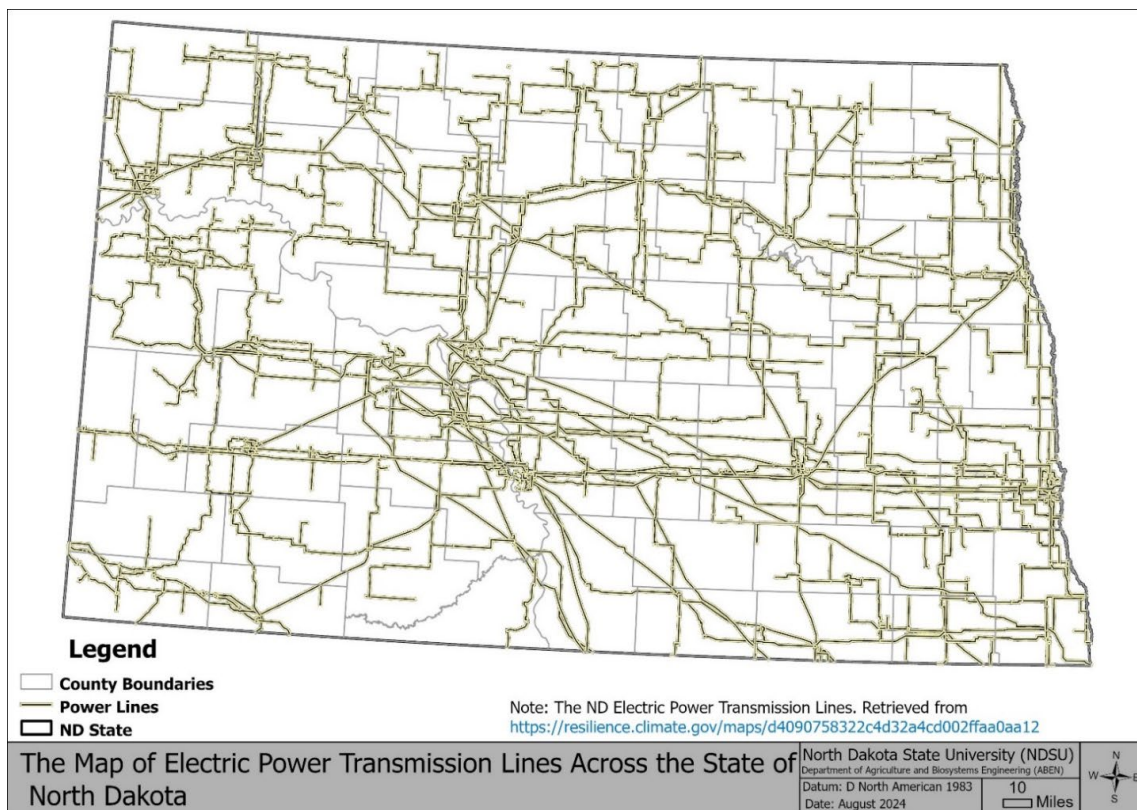 Legend
County Boundaries
Power Lines
ND State
Note: The ND Electric Power Transmission Lines. Retrieved from
https://resilience.climate.gov/maps/d4090758322c4d32a4cd002ffaa0aa12
The Map of Electric Power Transmission Lines Across the State of
North Dakota
North Dakota State University (NDSU)
Department of Agriculture and Biosystems Engineering (ABEN)
Datum: D North American 1983
Date: August 2024
10
Miles
N
W E
S